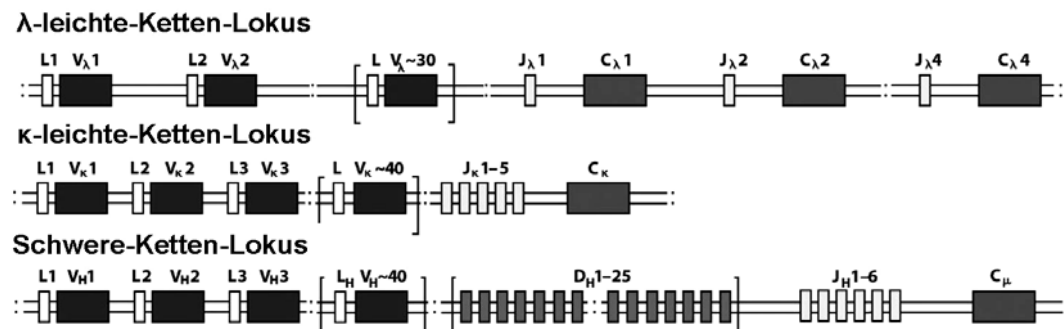 λ-leichte-Ketten-Lokus
L1 Vλ1 L2 Vλ2 L Vλ~30 Jλ1 Cλ1 Jλ2 Cλ2 Jλ4 Cλ4
κ-leichte-Ketten-Lokus
L1 Vκ1 L2 Vκ2 L3 Vκ3 L Vκ~40 Jκ1–5 Cκ
Schwere-Ketten-Lokus
L1 VH1 L2 VH2 L3 VH3 LH VH~40 DH1–25 JH1–6 Cμ